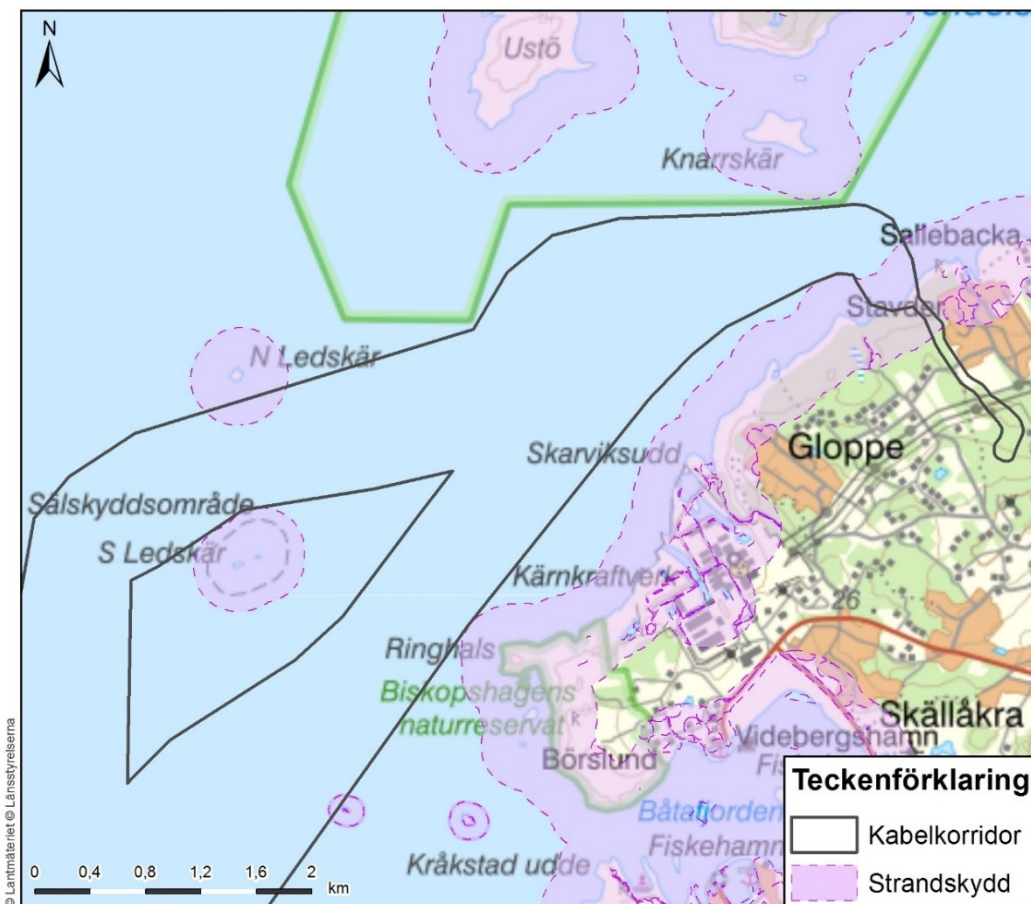 N
Ustö
Knarrskär
Sallebacka
Stavder
N Ledskär
Gloppe
Skarviksudd
Sälskyddsområde
S Ledskär
Kärnkraftverk
26
Ringhals
Biskopshagens
naturreservat
Skällåkra
Videbergshamn
Börslund
Båtafjorden
Fiskehamn
Kråkstad udde
Teckenförklaring
Kabelkorridor
Strandskydd
0 0,4 0,8 1,2 1,6 2
km
© Lantmäteriet © Länsstyrelserna